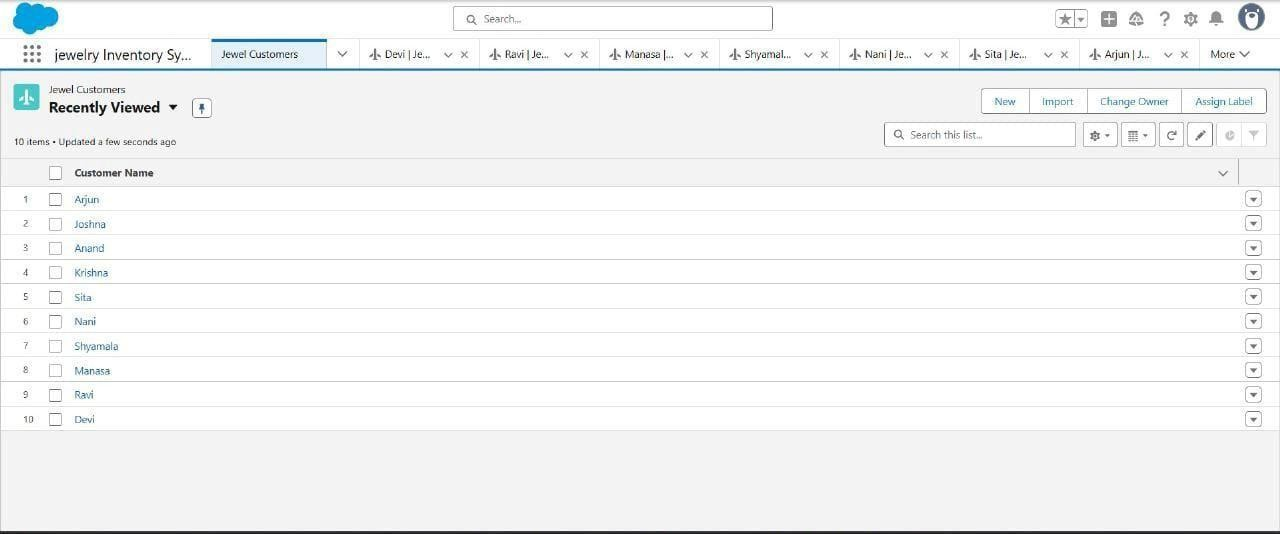 Search...
jewelry Inventory Sy... Jewel Customers Devi | Je... Ravi | Je... Manasa |... Shyamal... Nani | Je... Sita | Je... Arjun | J... More
Jewel Customers
Recently Viewed
New Import Change Owner Assign Label
10 items • Updated a few seconds ago
Search this list...
Customer Name
1 Arjun
2 Joshna
3 Anand
4 Krishna
5 Sita
6 Nani
7 Shyamala
8 Manasa
9 Ravi
10 Devi